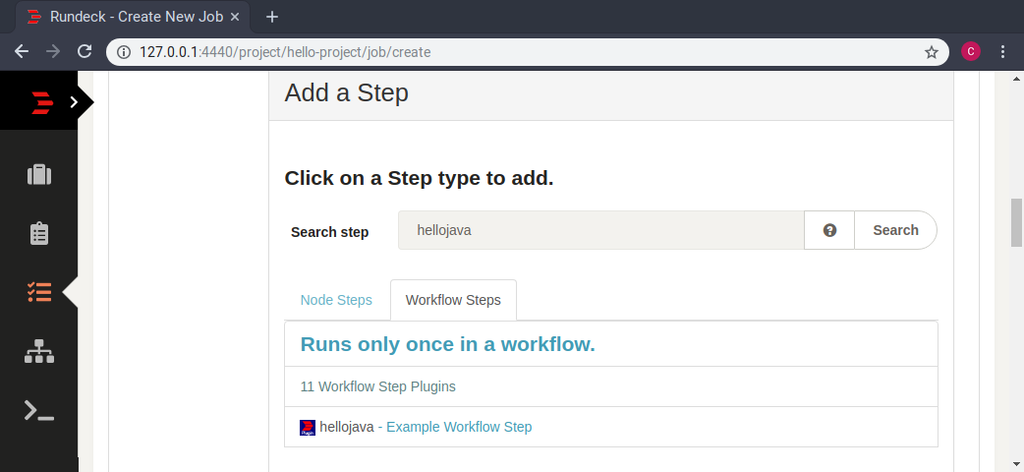 Rundeck - Create New Job
127.0.0.1:4440/project/hello-project/job/create
C
Add a Step
Click on a Step type to add.
Search step hellojava Search
Node Steps Workflow Steps
Runs only once in a workflow.
11 Workflow Step Plugins
hellojava - Example Workflow Step